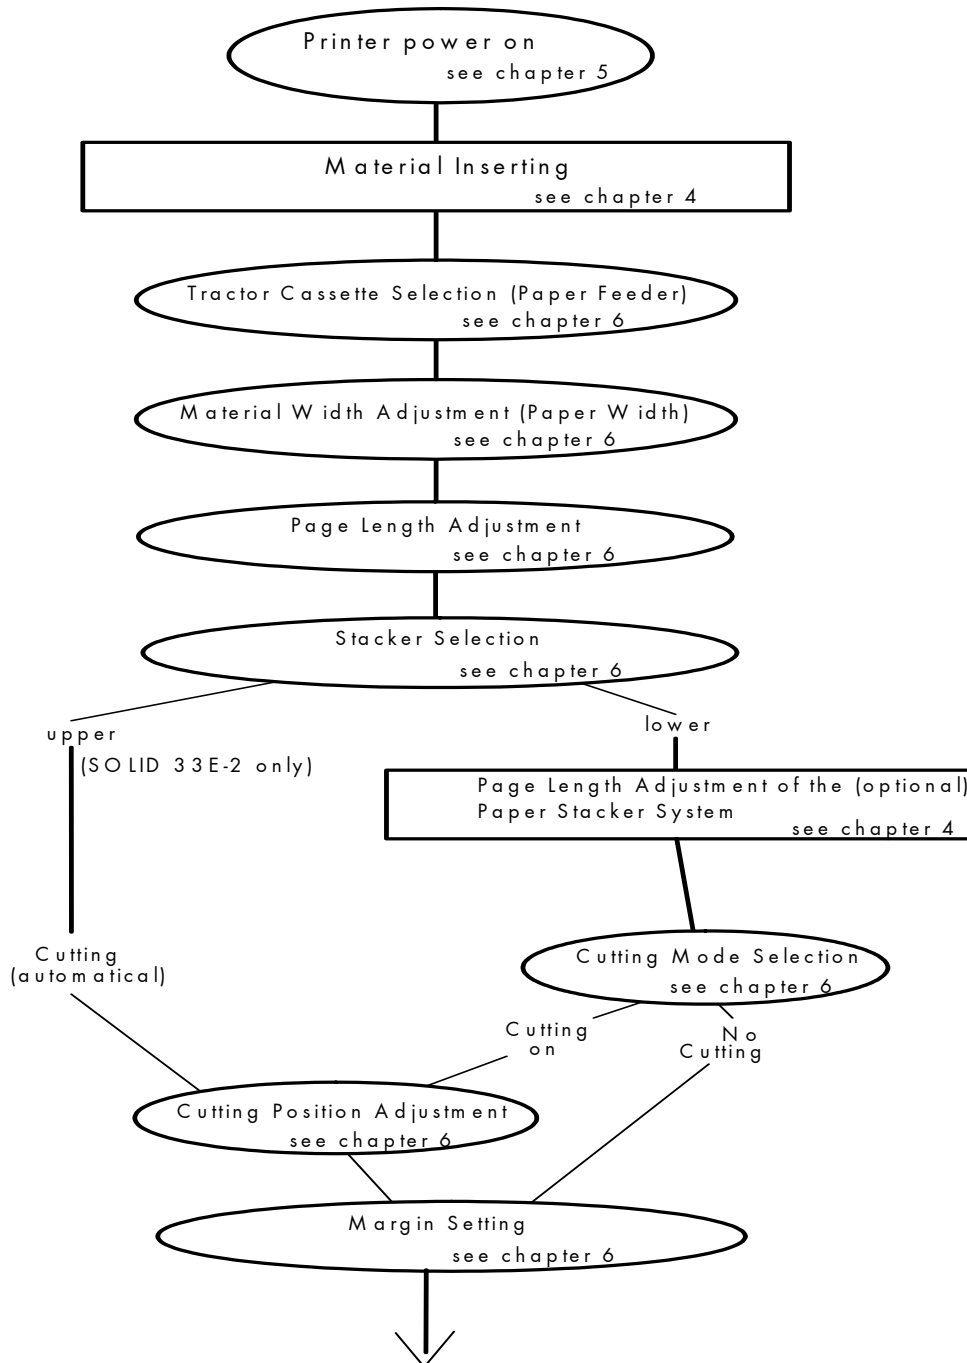 Printer power on
see chapter 5
Material Inserting
see chapter 4
Tractor Cassette Selection (Paper Feeder)
see chapter 6
Material Width Adjustment (Paper Width)
see chapter 6
Page Length Adjustment
see chapter 6
Stacker Selection
see chapter 6
upper
(SOLID 33E-2 only)
lower
Page Length Adjustment of the (optional)
Paper Stacker System
see chapter 4
Cutting
(automatical)
Cutting Mode Selection
see chapter 6
Cutting
on
No
Cutting
Cutting Position Adjustment
see chapter 6
Margin Setting
see chapter 6